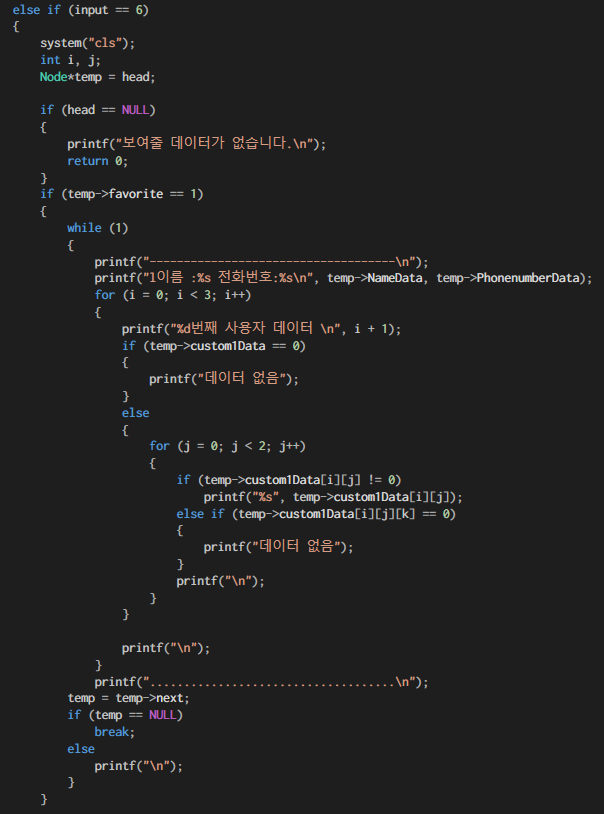 else if (input == 6)
{
    system("cls");
    int i, j;
    Node*temp = head;

    if (head == NULL)
    {
        printf("보여줄 데이터가 없습니다.\n");
        return 0;
    }
    if (temp->favorite == 1)
    {
        while (1)
        {
            printf("------------------------------------\n");
            printf("l이름 :%s 전화번호:%s\n", temp->NameData, temp->PhonenumberData);
            for (i = 0; i < 3; i++)
            {
                printf("%d번째 사용자 데이터 \n", i + 1);
                if (temp->custom1Data == 0)
                {
                    printf("데이터 없음");
                }
                else
                {
                    for (j = 0; j < 2; j++)
                    {
                        if (temp->custom1Data[i][j] != 0)
                            printf("%s", temp->custom1Data[i][j]);
                        else if (temp->custom1Data[i][j][k] == 0)
                        {
                            printf("데이터 없음");
                        }
                        printf("\n");
                    }
                }

                printf("\n");
            }
            printf("....................................\n");
        temp = temp->next;
        if (temp == NULL)
            break;
        else
            printf("\n");
        }
    }